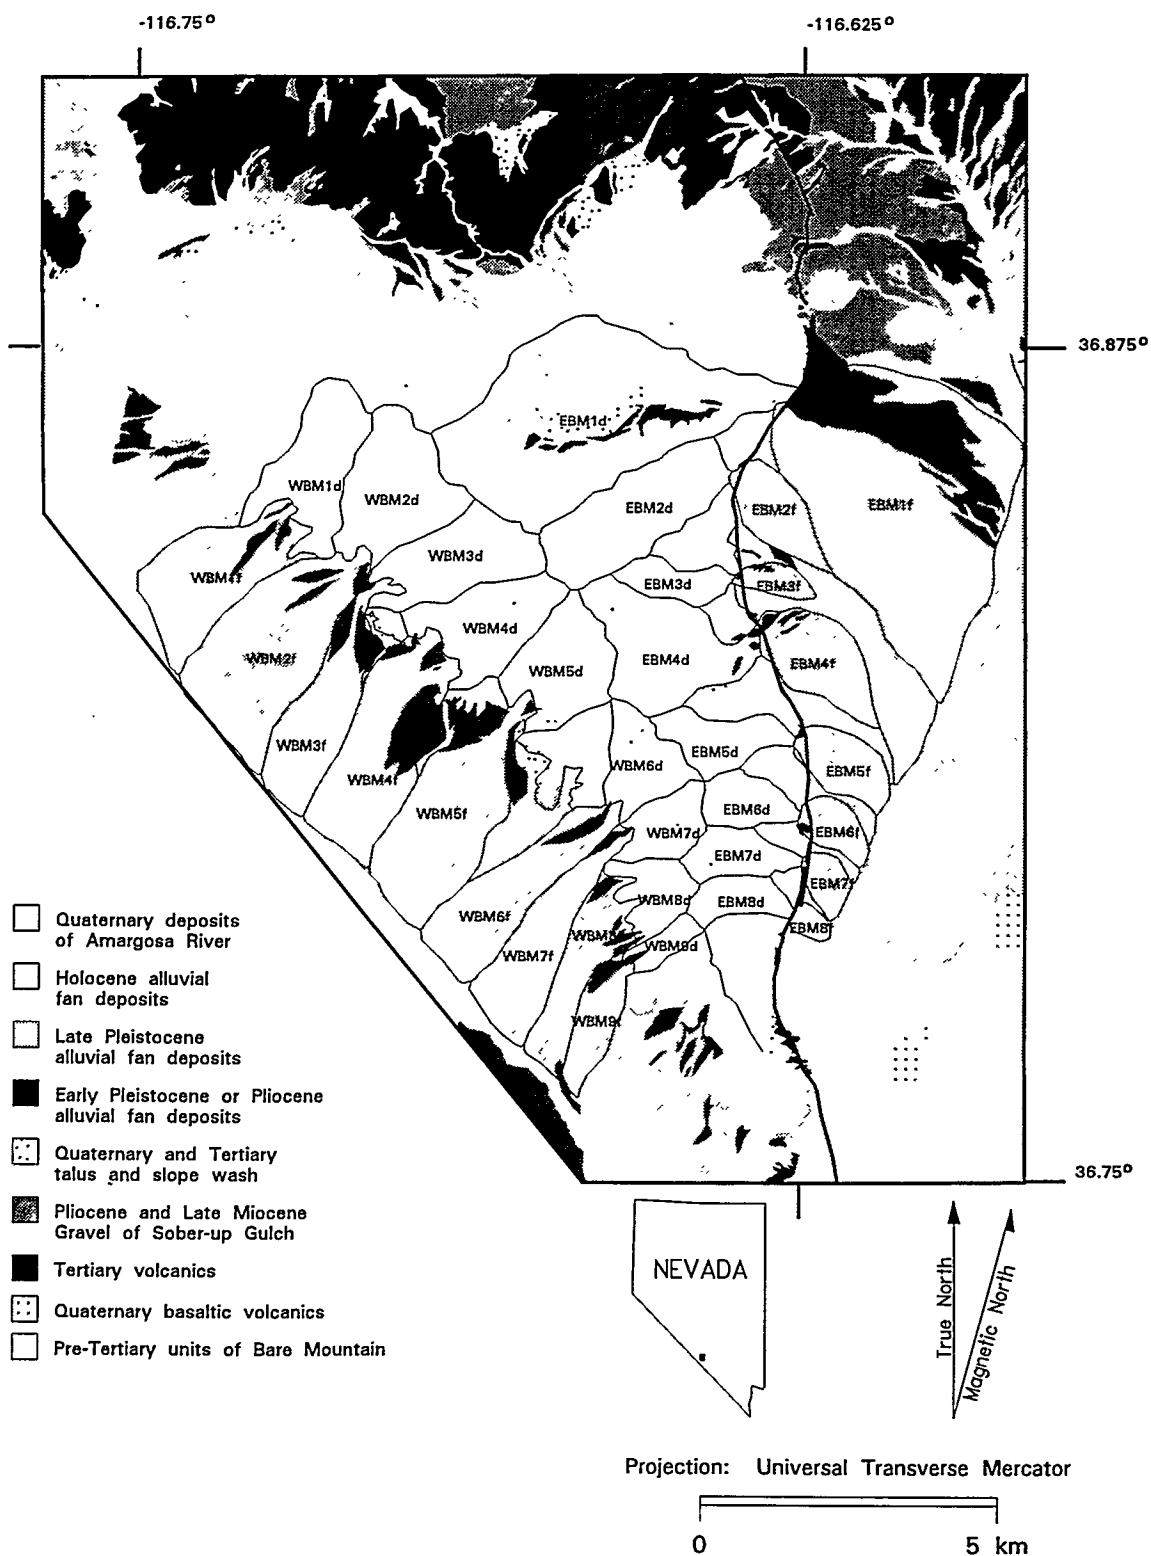 -116.75°
-116.625°
36.875°
EBM1d
WBM1d
WBM2d
EBM2d
EBM2f
EBM1f
WBM3d
WBM1f
EBM3d
EBM3f
WBM4d
WBM2f
WBM5d
EBM4d
EBM4f
WBM3f
EBM5d
WBM6d
EBM5f
WBM4f
WBM5f
EBM6d
WBM7d
EBM6f
EBM7d
EBM7f
WBM8d
EBM8d
WBM6f
EBM8f
WBM9d
WBM7f
WBM9f
36.75°
Quaternary deposits
of Amargosa River
Holocene alluvial
fan deposits
Late Pleistocene
alluvial fan deposits
Early Pleistocene or Pliocene
alluvial fan deposits
Quaternary and Tertiary
talus and slope wash
Pliocene and Late Miocene
Gravel of Sober-up Gulch
Tertiary volcanics
Quaternary basaltic volcanics
Pre-Tertiary units of Bare Mountain
NEVADA
True North
Magnetic North
Projection: Universal Transverse Mercator
0 5 km